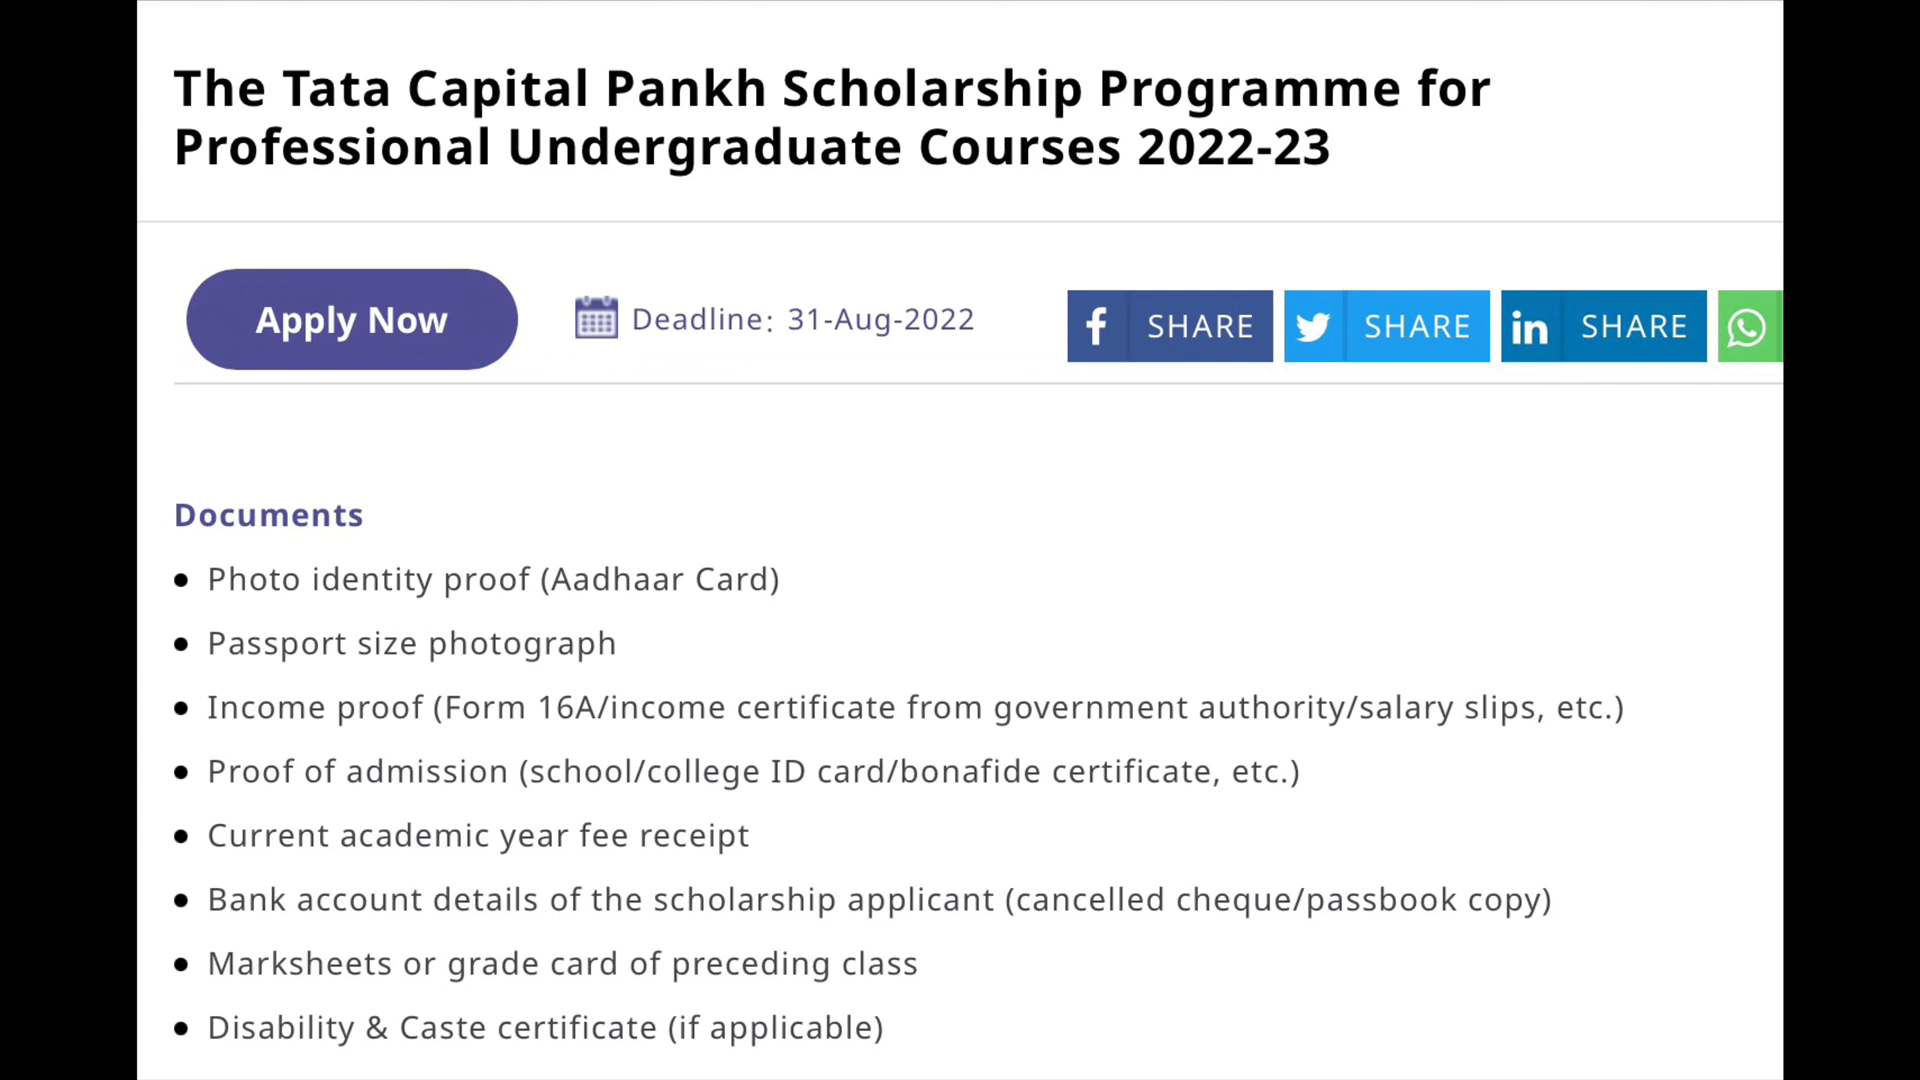 The Tata Capital Pankh Scholarship Programme for
Professional Undergraduate Courses 2022-23
Apply Now
Deadline: 31-Aug-2022
f SHARE
SHARE
in SHARE
Documents
• Photo identity proof (Aadhaar Card)
• Passport size photograph
• Income proof (Form 16A/income certificate from government authority/salary slips, etc.)
• Proof of admission (school/college ID card/bonafide certificate, etc.)
• Current academic year fee receipt
• Bank account details of the scholarship applicant (cancelled cheque/passbook copy)
• Marksheets or grade card of preceding class
• Disability & Caste certificate (if applicable)